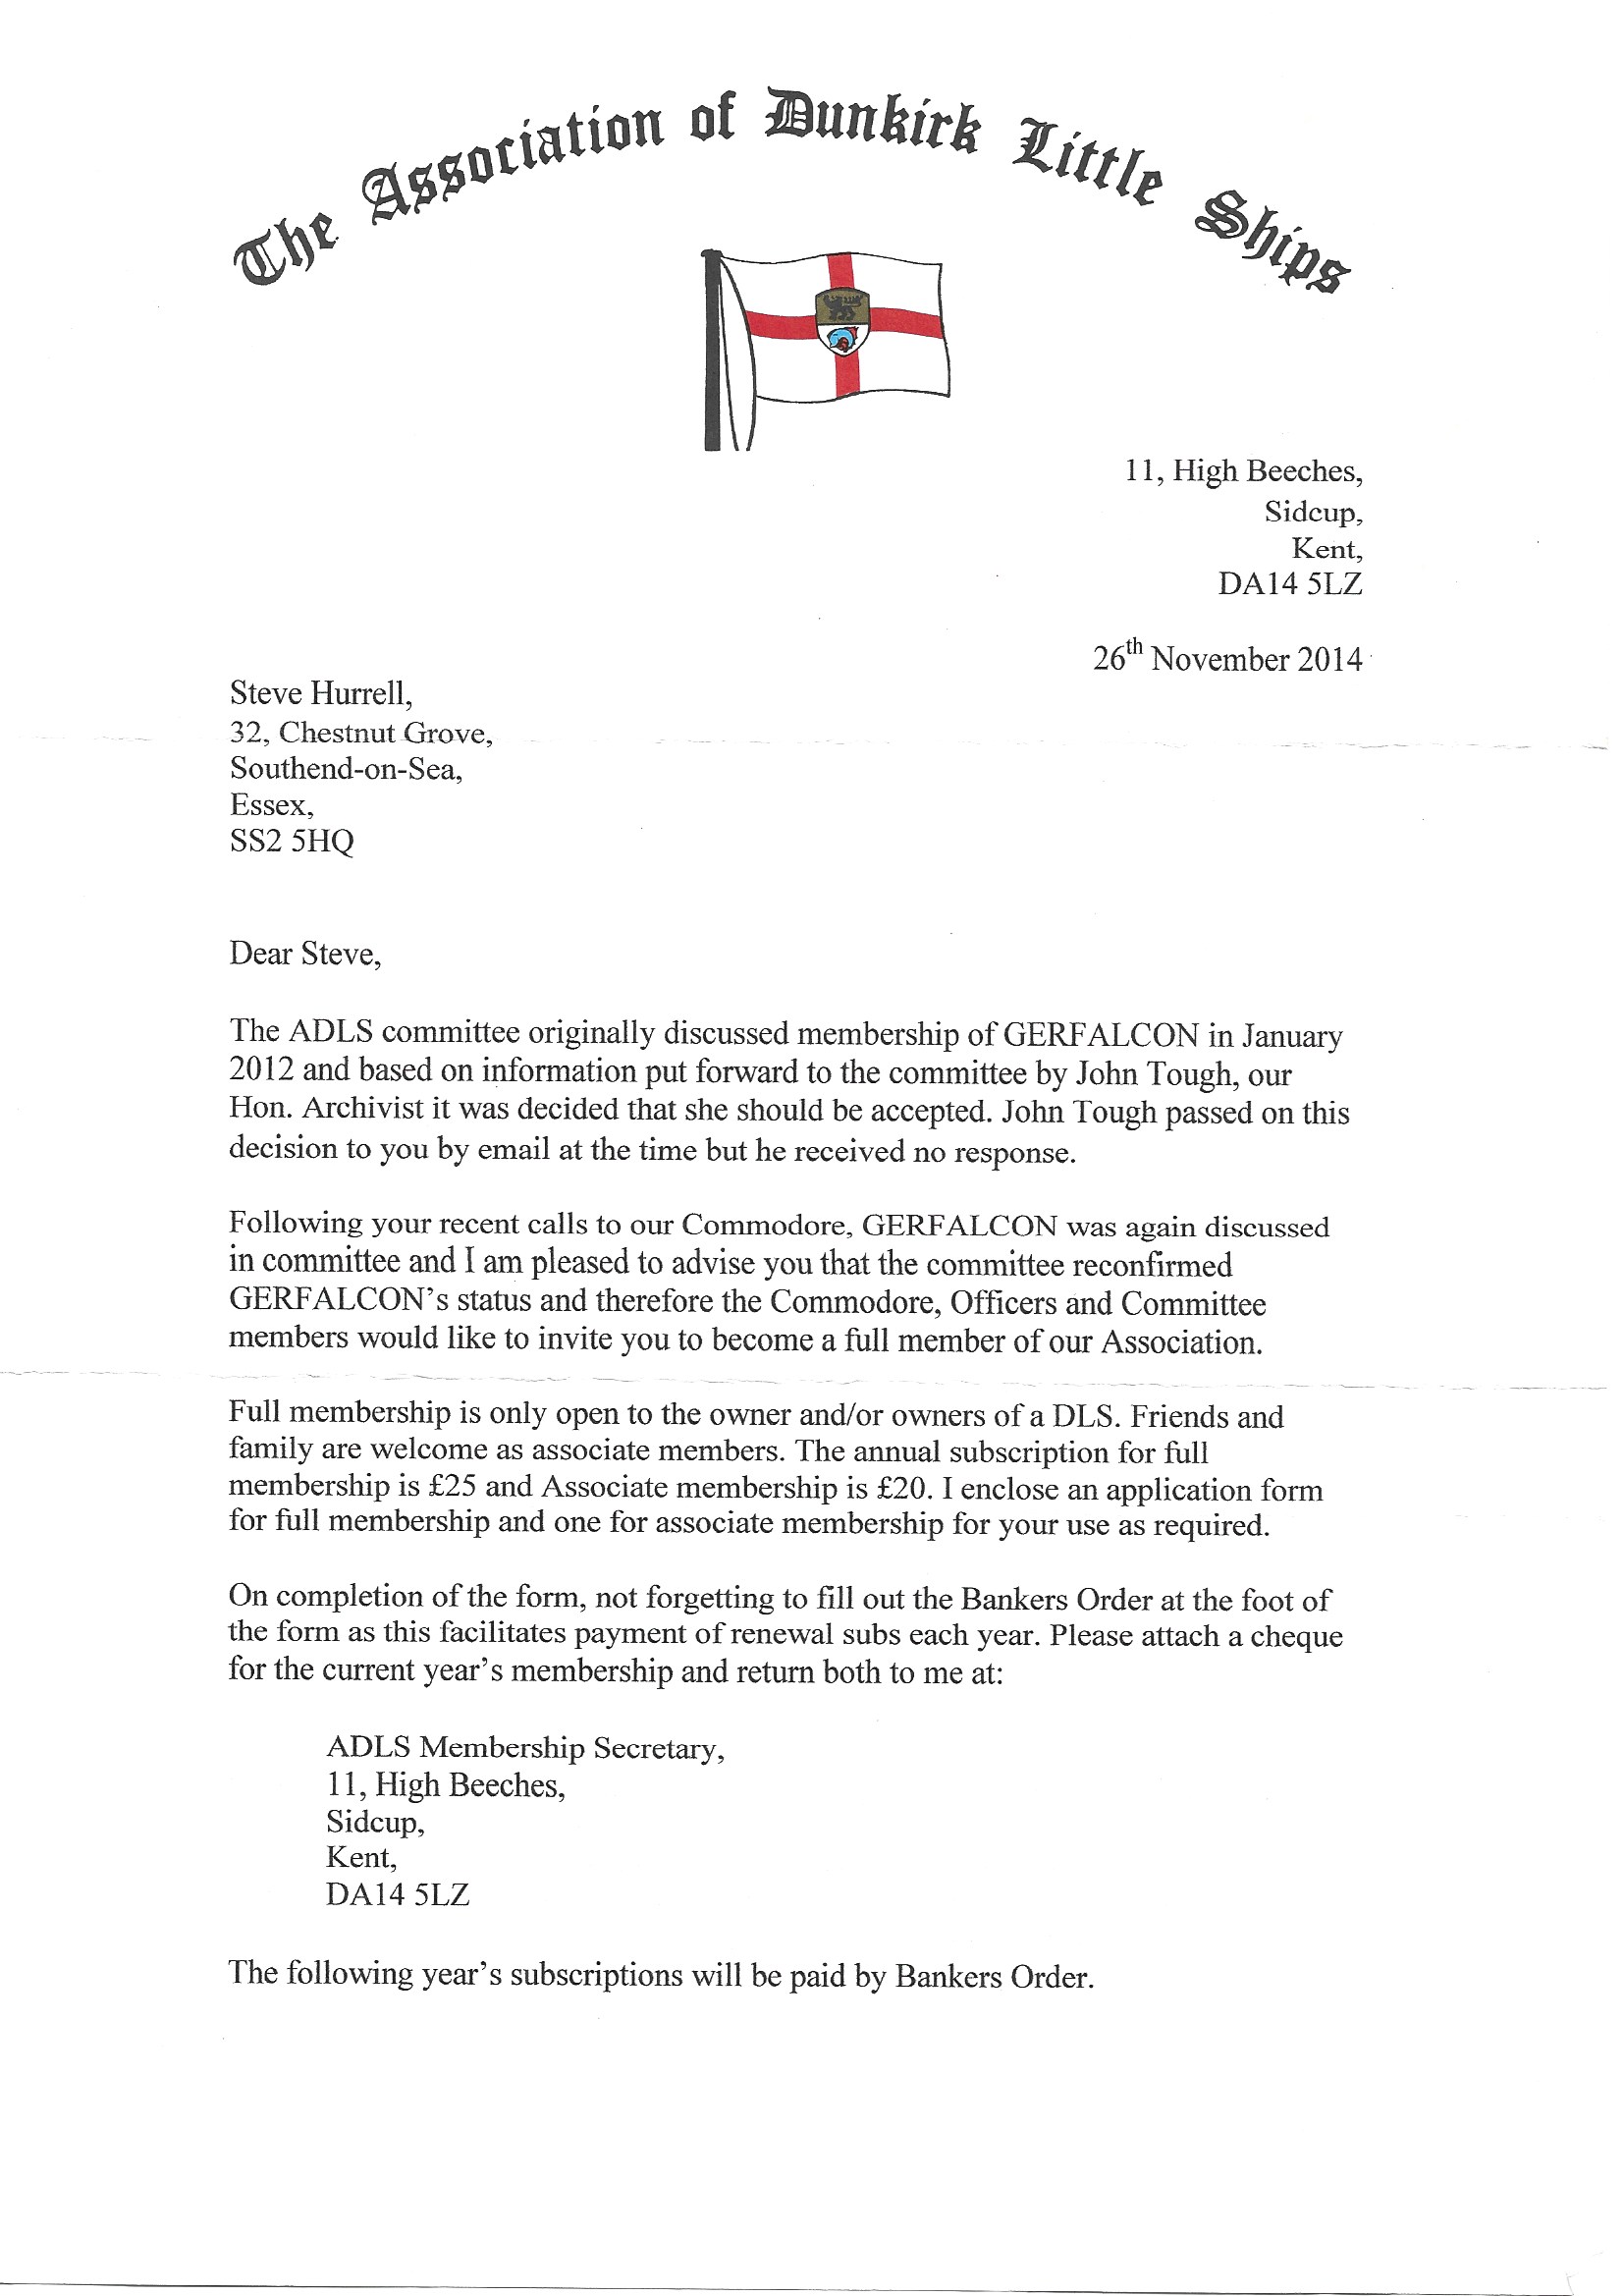 The Association of Dunkirk Little Ships
11, High Beeches,
Sidcup,
Kent,
DA14 5LZ
26th November 2014
Steve Hurrell,
32, Chestnut Grove,
Southend-on-Sea,
Essex,
SS2 5HQ
Dear Steve,
The ADLS committee originally discussed membership of GERFALCON in January
2012 and based on information put forward to the committee by John Tough, our
Hon. Archivist it was decided that she should be accepted. John Tough passed on this
decision to you by email at the time but he received no response.
Following your recent calls to our Commodore, GERFALCON was again discussed
in committee and I am pleased to advise you that the committee reconfirmed
GERFALCON's status and therefore the Commodore, Officers and Committee
members would like to invite you to become a full member of our Association.
Full membership is only open to the owner and/or owners of a DLS. Friends and
family are welcome as associate members. The annual subscription for full
membership is £25 and Associate membership is £20. I enclose an application form
for full membership and one for associate membership for your use as required.
On completion of the form, not forgetting to fill out the Bankers Order at the foot of
the form as this facilitates payment of renewal subs each year. Please attach a cheque
for the current year's membership and return both to me at:
ADLS Membership Secretary,
11, High Beeches,
Sidcup,
Kent,
DA14 5LZ
The following year's subscriptions will be paid by Bankers Order.